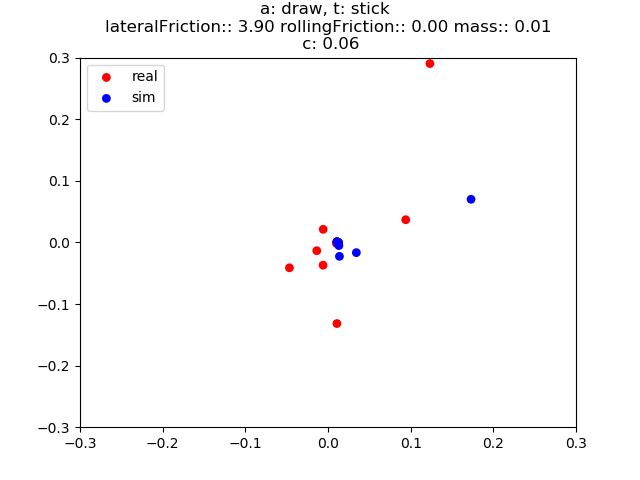 a: draw, t: stick
lateralFriction:: 3.90 rollingFriction:: 0.00 mass:: 0.01
c: 0.06
real
sim
0.3
0.2
0.1
0.0
−0.1
−0.2
−0.3
−0.3 −0.2 −0.1 0.0 0.1 0.2 0.3